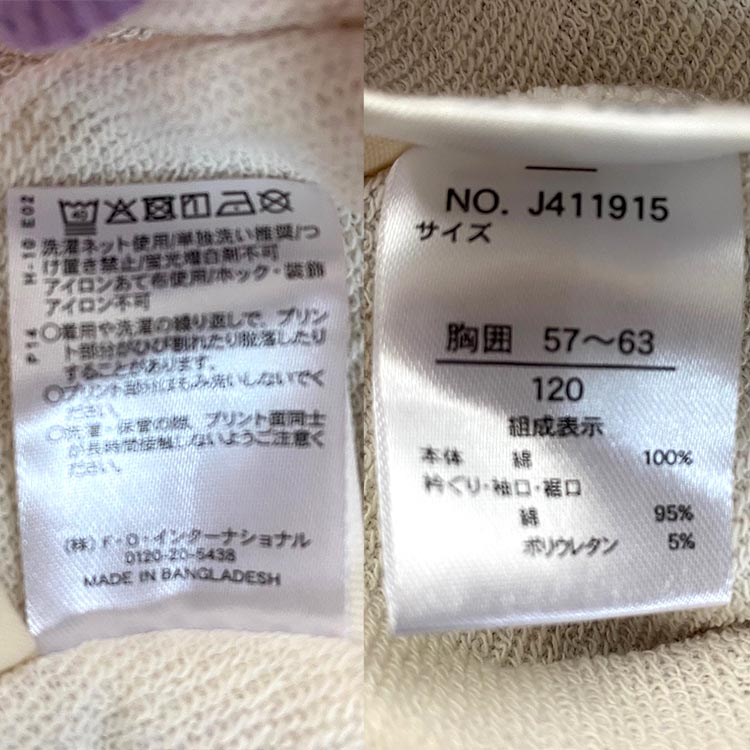 H-10 E02
P14
40
洗濯ネット使用/単独洗い推奨/つ
け置き禁止/蛍光増白剤不可
アイロンあて布使用/ホック・装飾
アイロン不可
○着用や洗濯の繰り返しで、プリン
ト部分がひび割れたり脱落したり
することがあります。
○プリント部分はもみ洗いしないでく
ださい。
○洗濯・保管の際、プリント面同士
が長時間接触しないようご注意く
ださい。
(株)F・O・インターナショナル
0120-20-5438
MADE IN BANGLADESH
NO. J411915
サイズ
胸囲 57～63
120
組成表示
本体 綿 100%
衿ぐり・袖口・裾口
綿 95%
ポリウレタン 5%